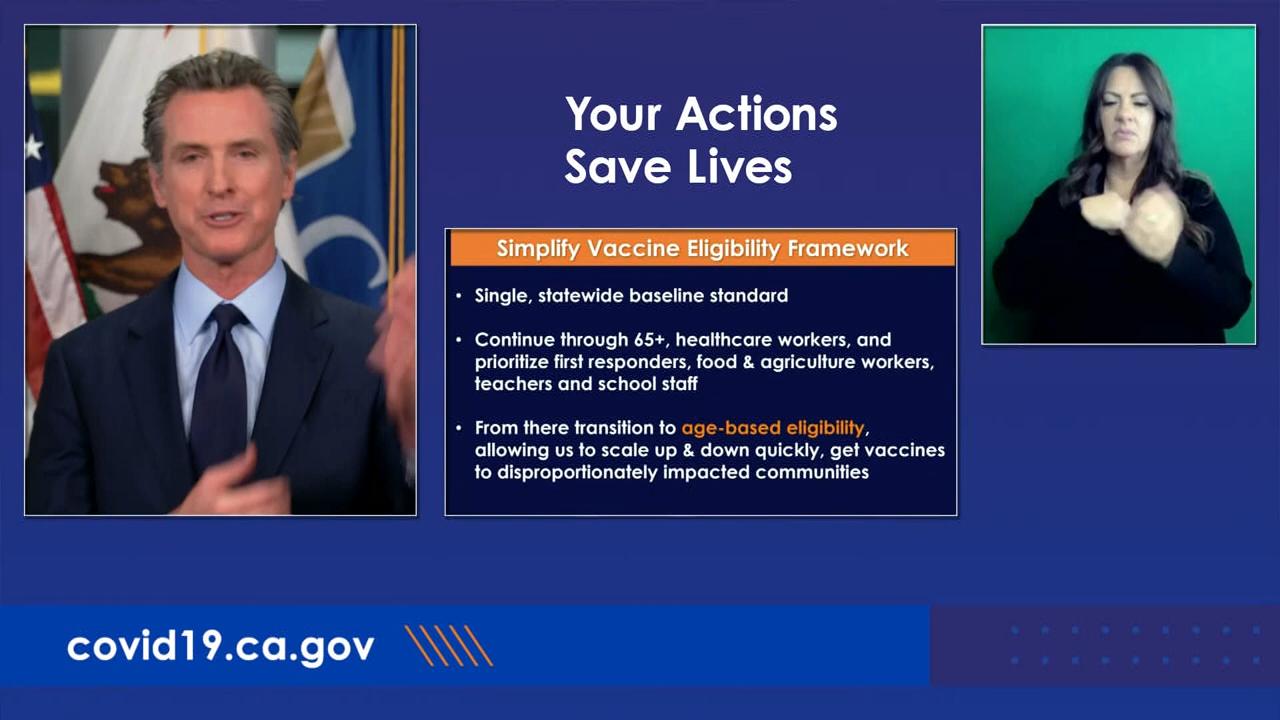 Your Actions
Save Lives
Simplify Vaccine Eligibility Framework
• Single, statewide baseline standard
• Continue through 65+, healthcare workers, and
prioritize first responders, food & agriculture workers,
teachers and school staff
• From there transition to age-based eligibility,
allowing us to scale up & down quickly, get vaccines
to disproportionately impacted communities
covid19.ca.gov